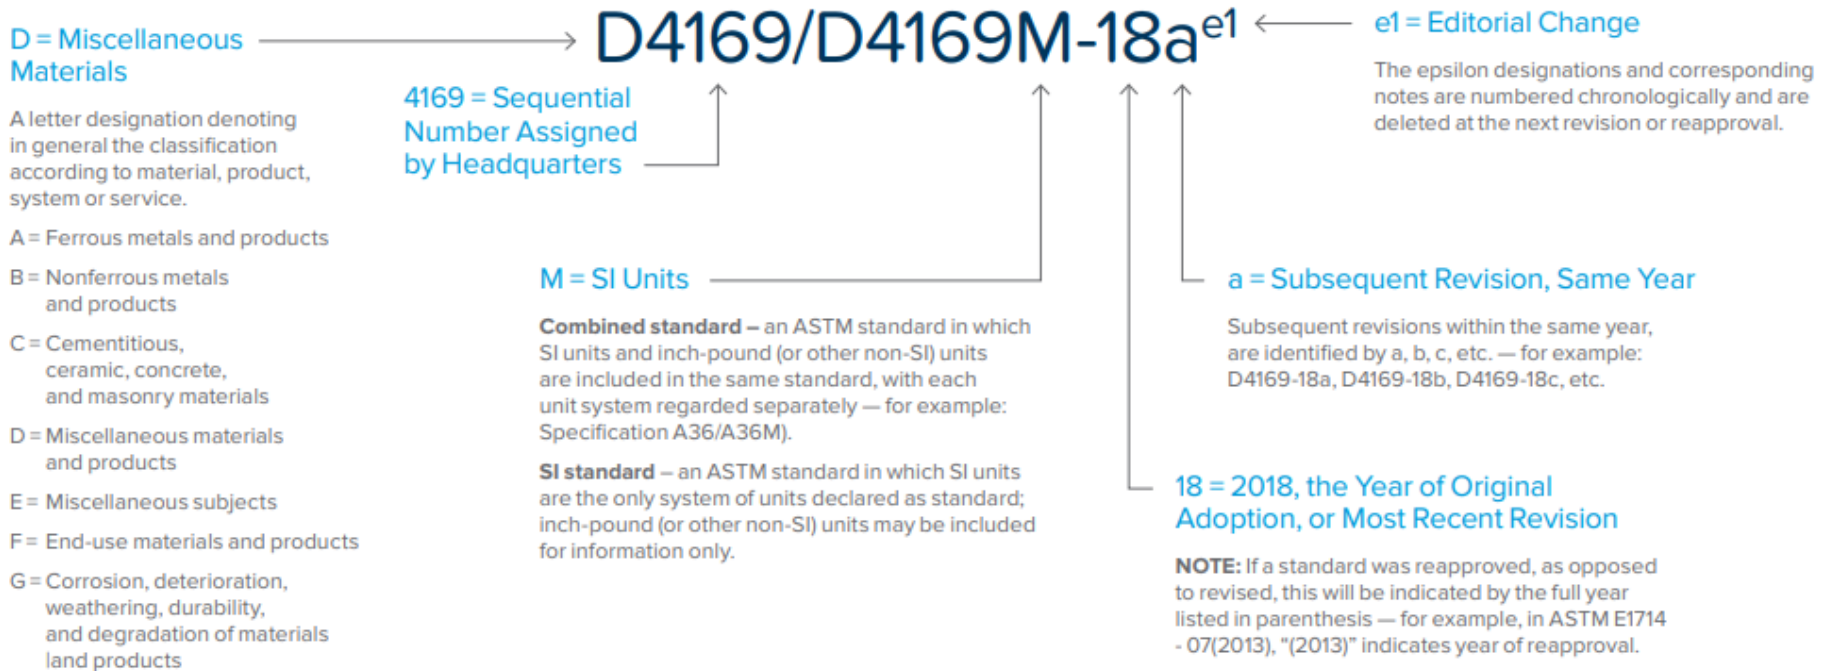 D4169/D4169M-18a^e1
D = Miscellaneous
Materials
A letter designation denoting
in general the classification
according to material, product,
system or service.
A = Ferrous metals and products
B = Nonferrous metals
and products
C = Cementitious,
ceramic, concrete,
and masonry materials
D = Miscellaneous materials
and products
E = Miscellaneous subjects
F = End-use materials and products
G = Corrosion, deterioration,
weathering, durability,
and degradation of materials
land products
4169 = Sequential
Number Assigned
by Headquarters
M = SI Units
Combined standard – an ASTM standard in which
SI units and inch-pound (or other non-SI) units
are included in the same standard, with each
unit system regarded separately — for example:
Specification A36/A36M).
SI standard – an ASTM standard in which SI units
are the only system of units declared as standard;
inch-pound (or other non-SI) units may be included
for information only.
e1 = Editorial Change
The epsilon designations and corresponding
notes are numbered chronologically and are
deleted at the next revision or reapproval.
a = Subsequent Revision, Same Year
Subsequent revisions within the same year,
are identified by a, b, c, etc. — for example:
D4169-18a, D4169-18b, D4169-18c, etc.
18 = 2018, the Year of Original
Adoption, or Most Recent Revision
NOTE: If a standard was reapproved, as opposed
to revised, this will be indicated by the full year
listed in parenthesis — for example, in ASTM E1714
- 07(2013), “(2013)” indicates year of reapproval.